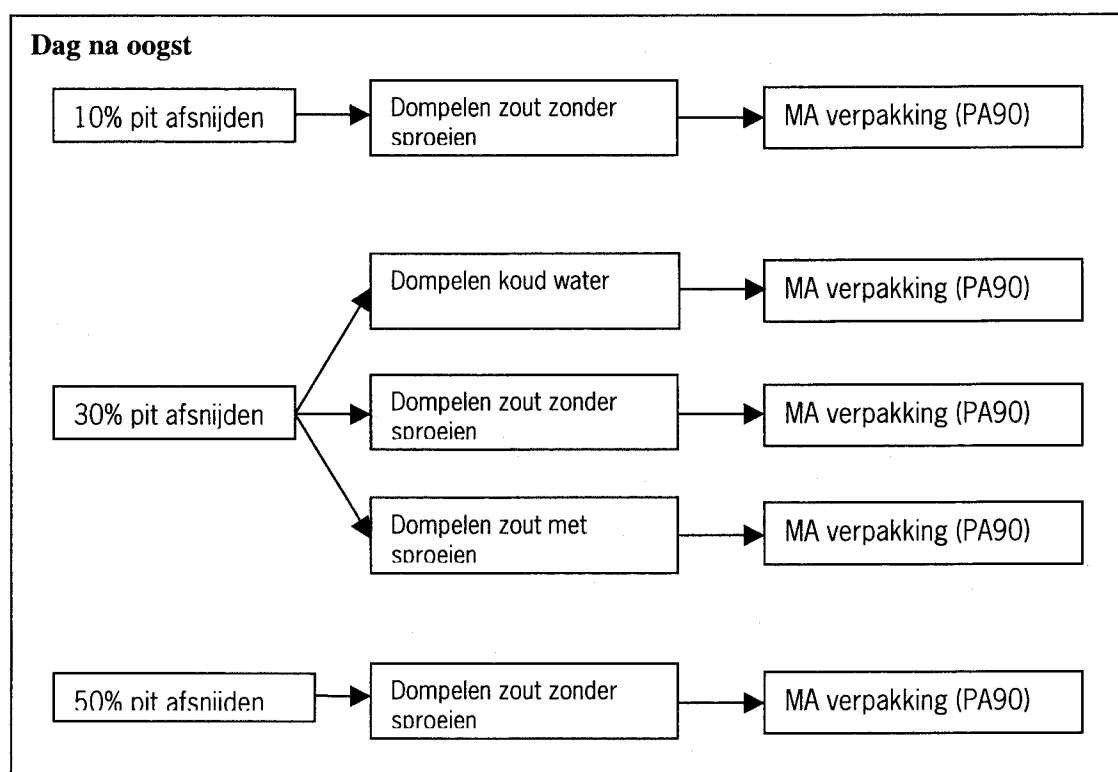 Dag na oogst
10% pit afsnijden
Dompelen zout zonder
sproeien
MA verpakking (PA90)
Dompelen koud water
MA verpakking (PA90)
30% pit afsnijden
Dompelen zout zonder
sproeien
MA verpakking (PA90)
Dompelen zout met
sproeien
MA verpakking (PA90)
50% pit afsnijden
Dompelen zout zonder
sproeien
MA verpakking (PA90)